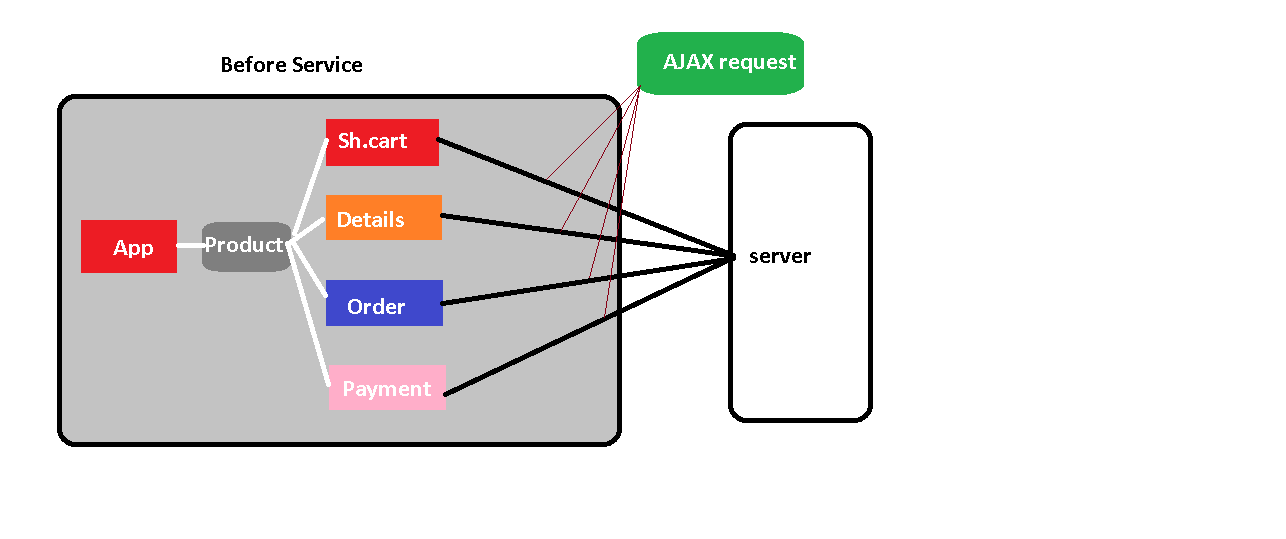 Before Service
AJAX request
Sh.cart
Details
App
Product
Order
Payment
server